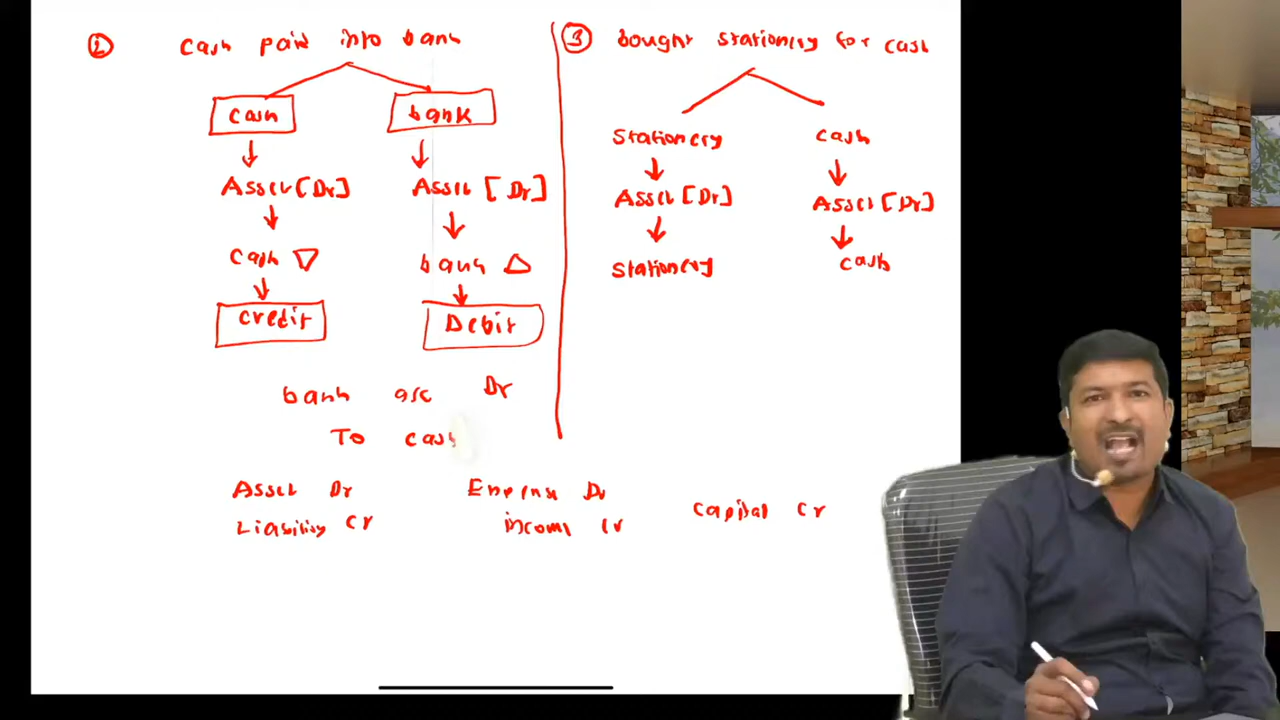 2 cash paid into bank
cash bank
Asset [Dr] Asset [Dr]
cash ▽ bank △
credit Debit
bank a/c Dr
To cash
3 bought stationery for cash
stationery cash
Asset [Dr] Asset [Dr]
stationery cash
Asset Dr Expense Dr
Liability Cr income Cr capital Cr